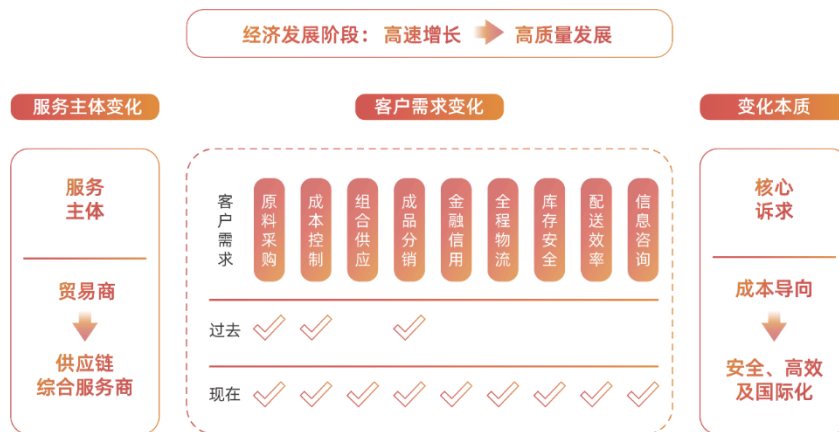 经济发展阶段：高速增长 高质量发展
服务主体变化
客户需求变化
变化本质
服务
主体
贸易商
供应链
综合服务商
客户需求
原料采购
成本控制
组合供应
成品分销
金融信用
全程物流
库存安全
配送效率
信息咨询
过去
现在
核心
诉求
成本导向
安全、高效
及国际化